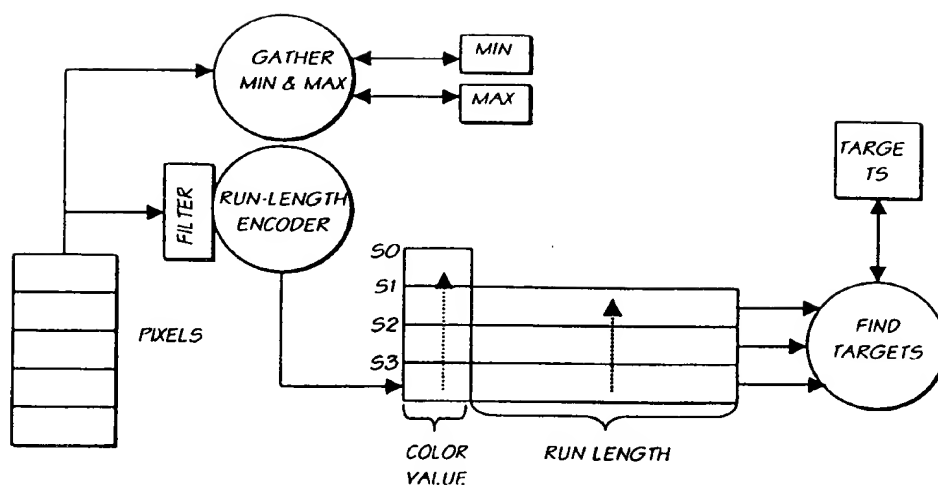 GATHER
MIN & MAX
MIN
MAX
TARGE
TS
FILTER
RUN-LENGTH
ENCODER
S0
S1
S2
S3
PIXELS
FIND
TARGETS
COLOR
VALUE
RUN LENGTH